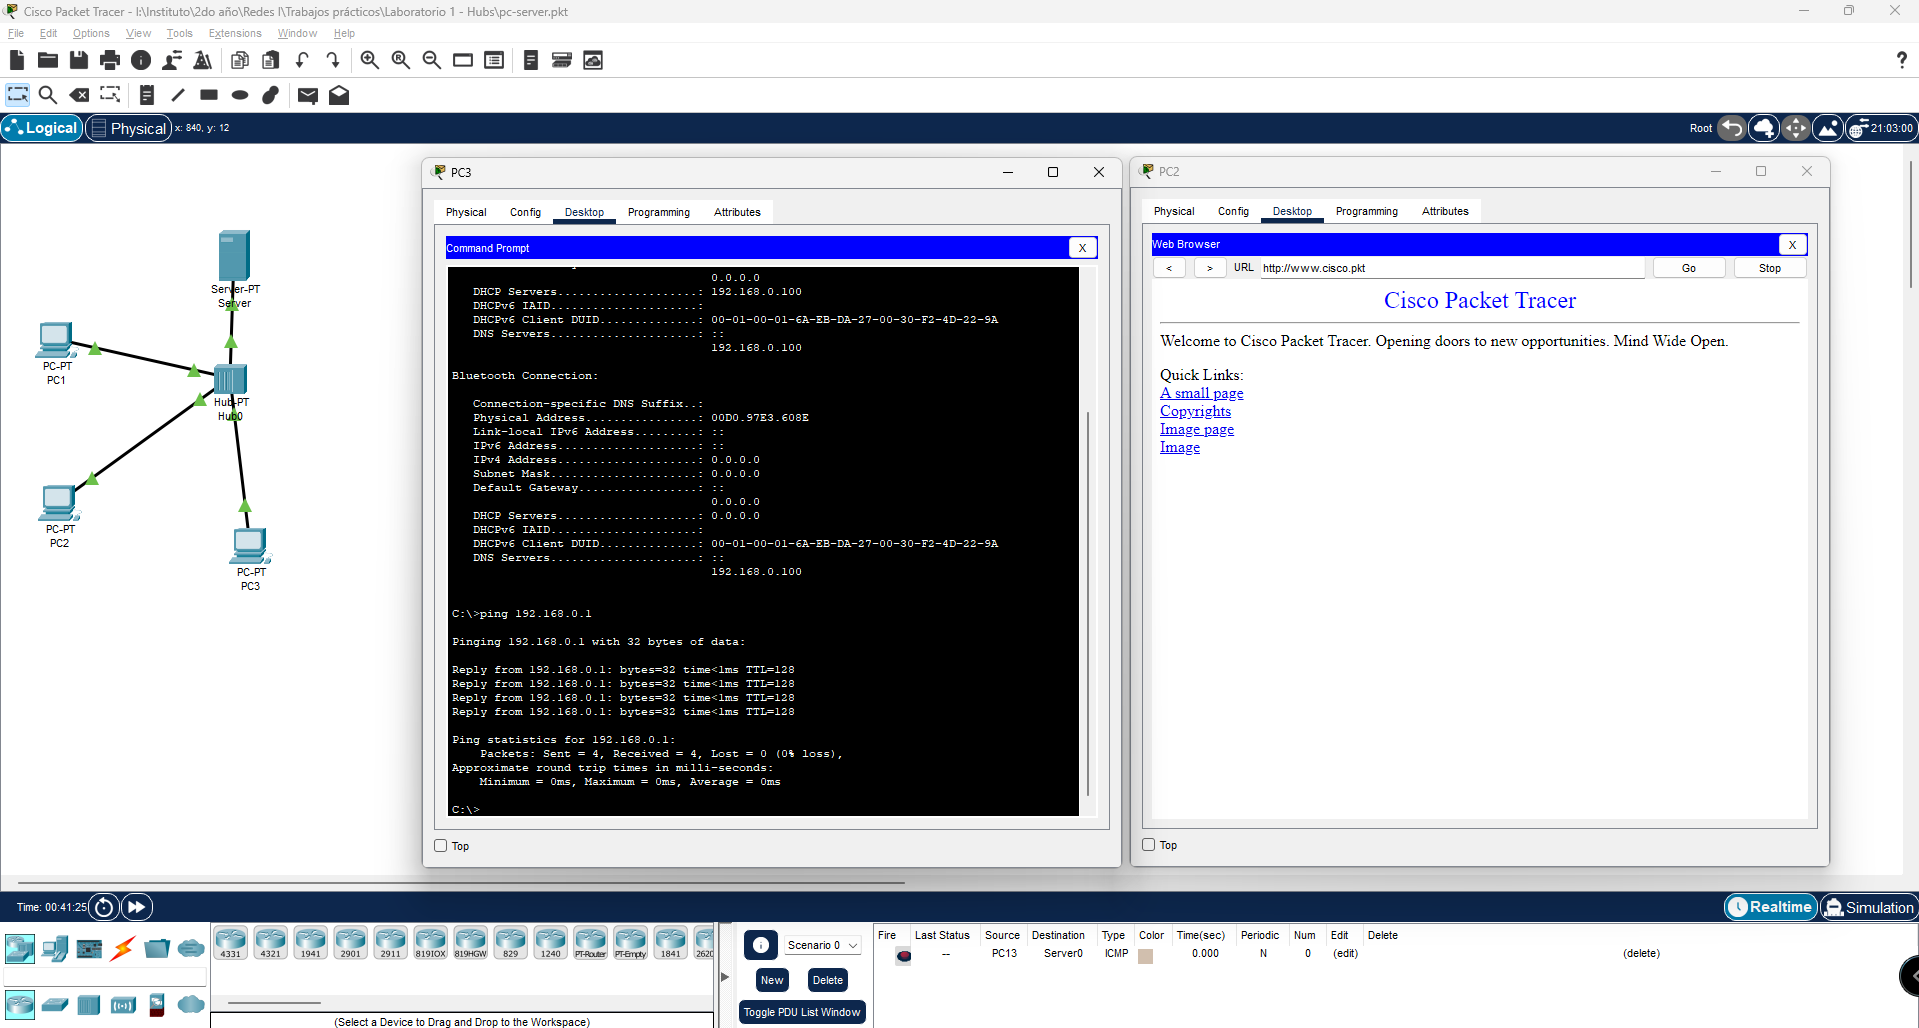 Cisco Packet Tracer - I:\Instituto\2do año\Redes I\Trabajos prácticos\Laboratorio 1 - Hubs\pc-server.pkt
File Edit Options View Tools Extensions Window Help
?
Logical Physical x: 840, y: 12
Root 21:03:00
Server-PT
Server
PC-PT
PC1
Hub-PT
Hub0
PC-PT
PC2
PC-PT
PC3
PC3
Physical Config Desktop Programming Attributes
Command Prompt X
0.0.0.0
DHCP Servers.....................: 192.168.0.100
DHCPv6 IAID......................:
DHCPv6 Client DUID...............: 00-01-00-01-6A-EB-DA-27-00-30-F2-4D-22-9A
DNS Servers......................: ::
192.168.0.100
Bluetooth Connection:
Connection-specific DNS Suffix..:
Physical Address.................: 00D0.97E3.608E
Link-local IPv6 Address..........: ::
IPv6 Address.....................: ::
IPv4 Address.....................: 0.0.0.0
Subnet Mask......................: 0.0.0.0
Default Gateway..................: ::
0.0.0.0
DHCP Servers.....................: 0.0.0.0
DHCPv6 IAID......................:
DHCPv6 Client DUID...............: 00-01-00-01-6A-EB-DA-27-00-30-F2-4D-22-9A
DNS Servers......................: ::
192.168.0.100
C:\>ping 192.168.0.1
Pinging 192.168.0.1 with 32 bytes of data:
Reply from 192.168.0.1: bytes=32 time<1ms TTL=128
Reply from 192.168.0.1: bytes=32 time<1ms TTL=128
Reply from 192.168.0.1: bytes=32 time<1ms TTL=128
Reply from 192.168.0.1: bytes=32 time<1ms TTL=128
Ping statistics for 192.168.0.1:
Packets: Sent = 4, Received = 4, Lost = 0 (0% loss),
Approximate round trip times in milli-seconds:
Minimum = 0ms, Maximum = 0ms, Average = 0ms
C:\>
Top
PC2
Physical Config Desktop Programming Attributes
Web Browser X
< > URL http://www.cisco.pkt Go Stop
Cisco Packet Tracer
Welcome to Cisco Packet Tracer. Opening doors to new opportunities. Mind Wide Open.
Quick Links:
A small page
Copyrights
Image page
Image
Top
Time: 00:41:25
Realtime Simulation
4331 4321 1941 2901 2911 819IOX 819HGW 829 1240 PT-Router PT-Empty 1841 2620
(Select a Device to Drag and Drop to the Workspace)
Scenario 0
New Delete
Toggle PDU List Window
Fire Last Status Source Destination Type Color Time(sec) Periodic Num Edit Delete
-- PC13 Server0 ICMP 0.000 N 0 (edit) (delete)